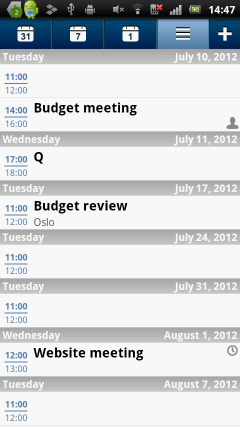 2
14:47
31
7
1
Tuesday July 10, 2012
11:00
12:00
14:00 Budget meeting
16:00
Wednesday July 11, 2012
17:00 Q
18:00
Tuesday July 17, 2012
11:00 Budget review
12:00 Oslo
Tuesday July 24, 2012
11:00
12:00
Tuesday July 31, 2012
11:00
12:00
Wednesday August 1, 2012
12:00 Website meeting
13:00
Tuesday August 7, 2012
11:00
12:00